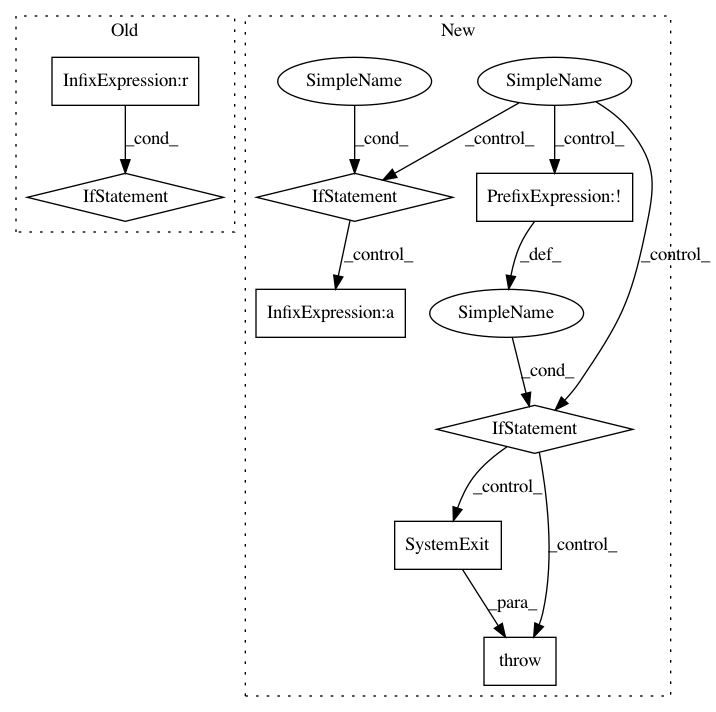 Old
New
InfixExpression:r
SimpleName
SimpleName
_cond_
_cond_
_control_
_control_
IfStatement
IfStatement
PrefixExpression:!
_control_
_def_
_control_
InfixExpression:a
SimpleName
_cond_
IfStatement
_control_
SystemExit
_control_
_para_
throw